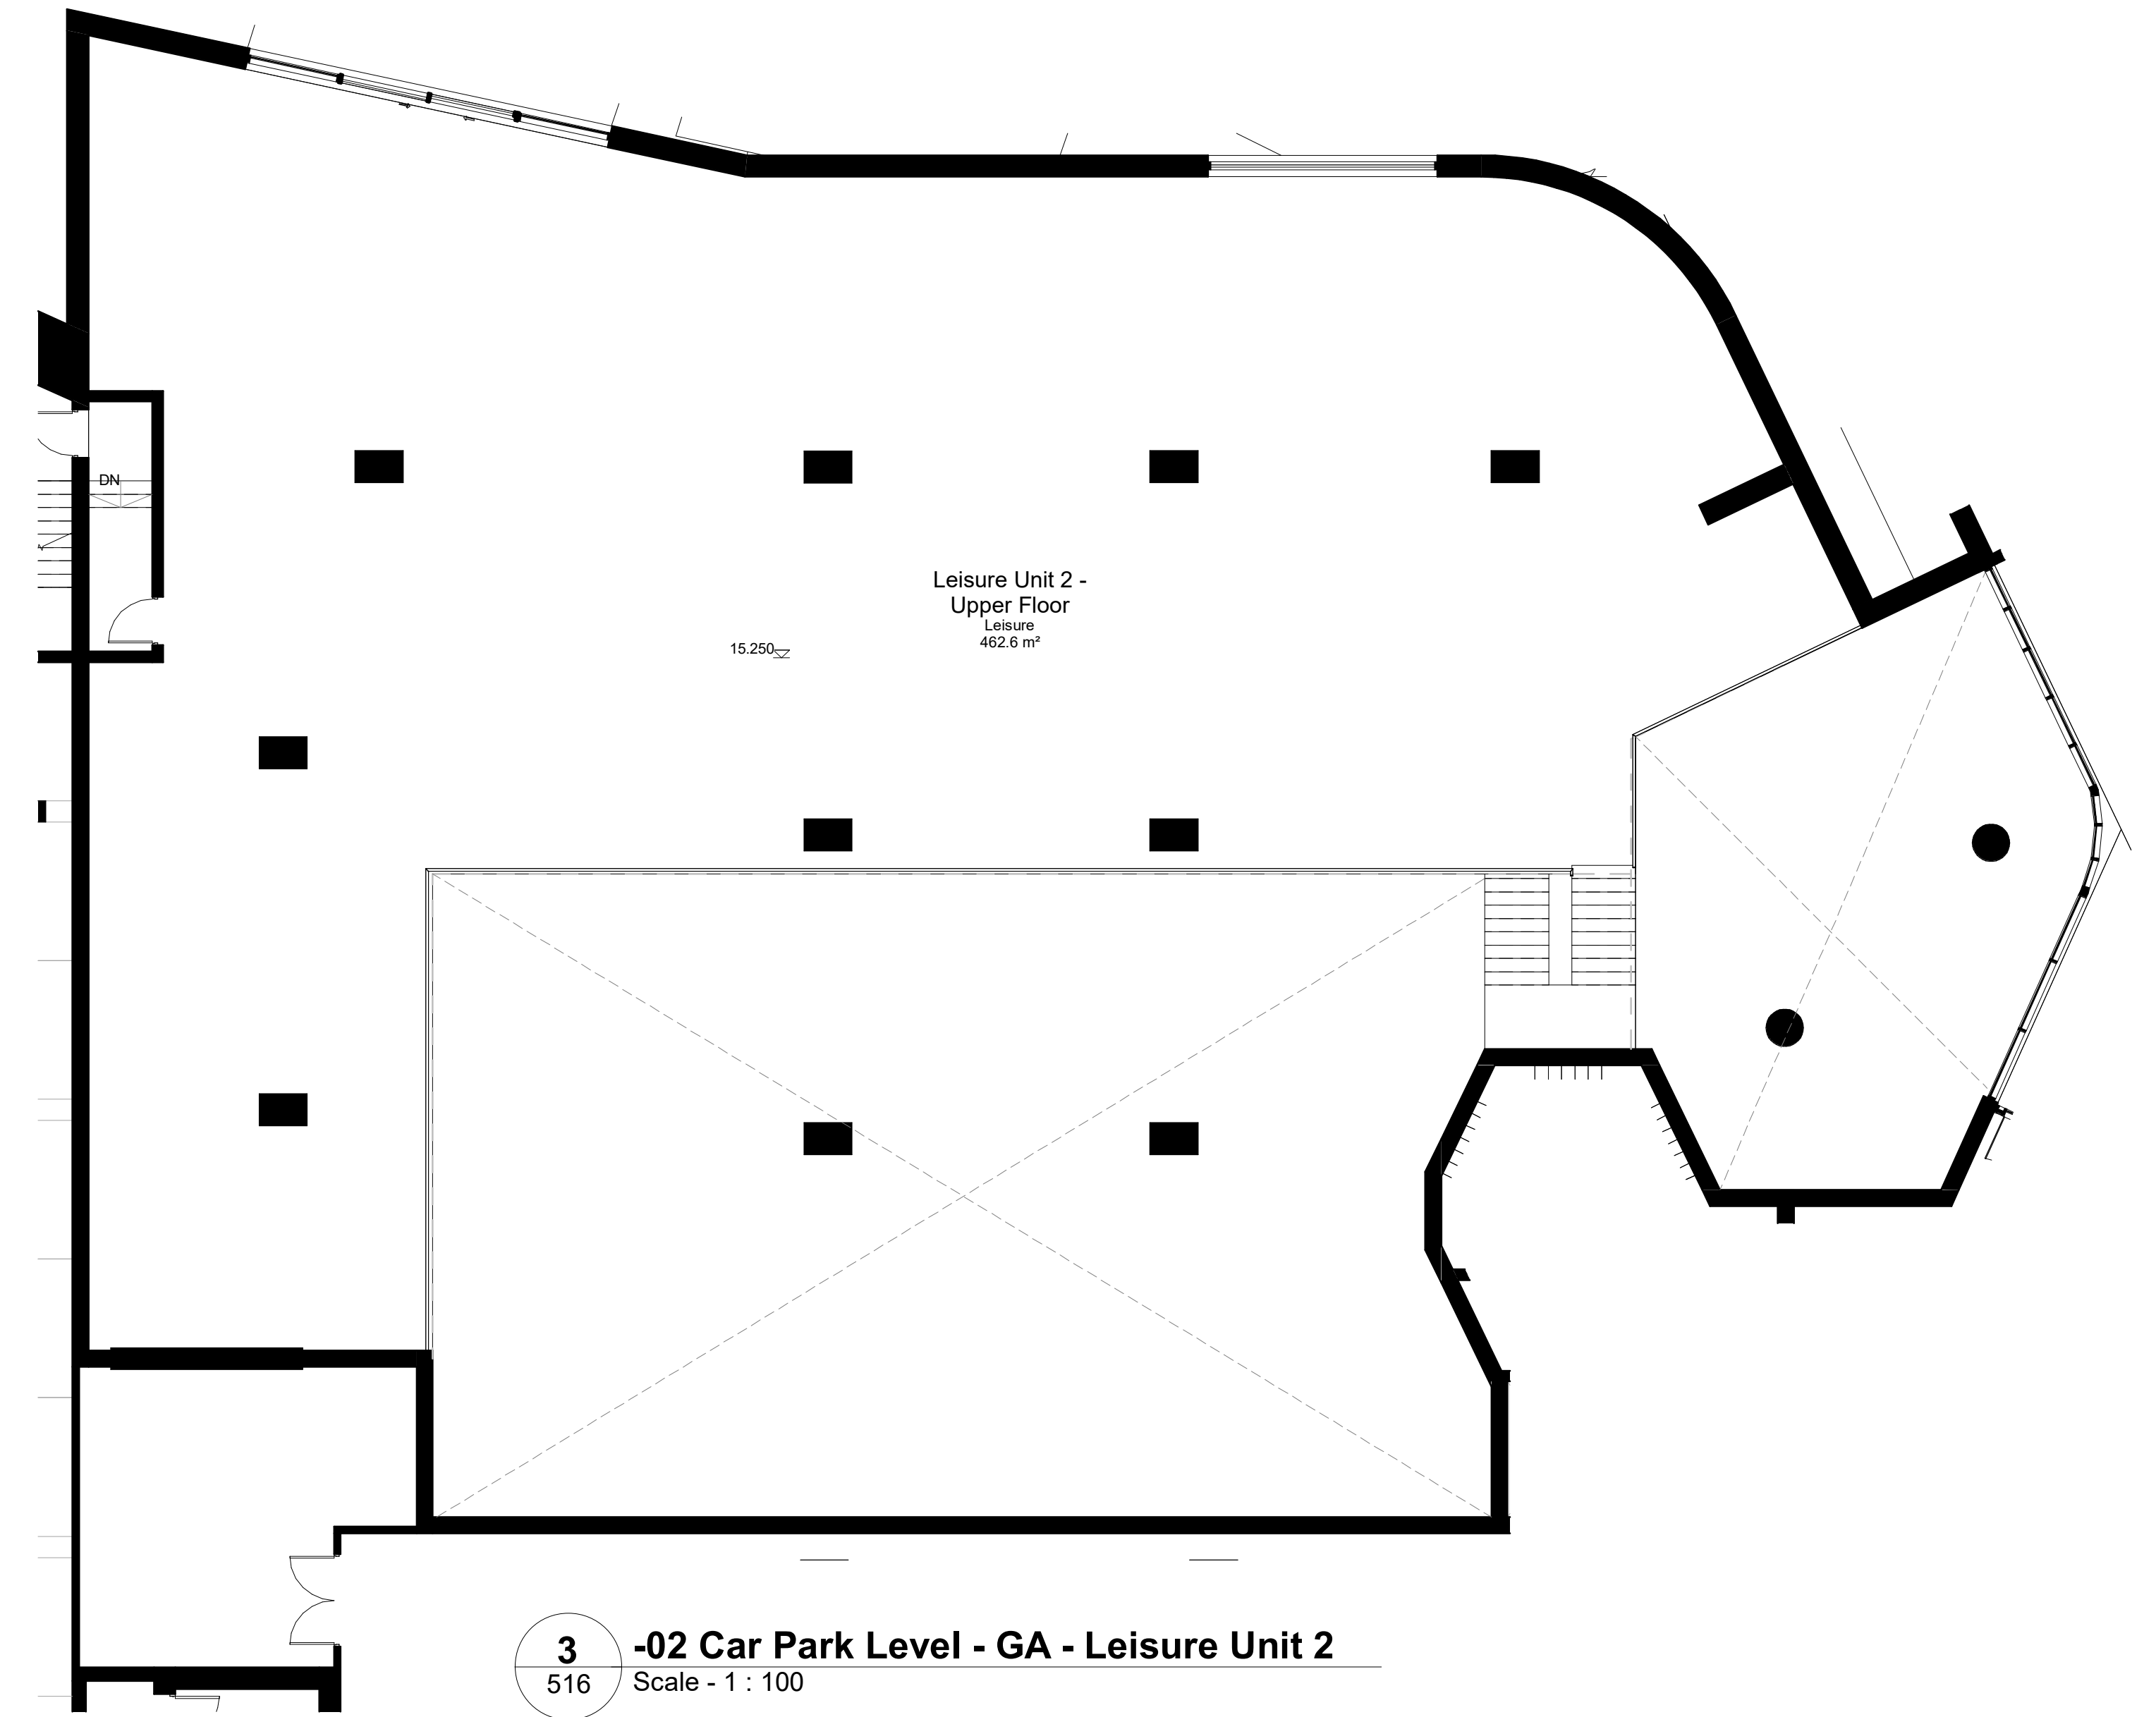 DN
Leisure Unit 2 -
Upper Floor
Leisure
462.6 m²
15.250
3
516
-02 Car Park Level - GA - Leisure Unit 2
Scale - 1 : 100